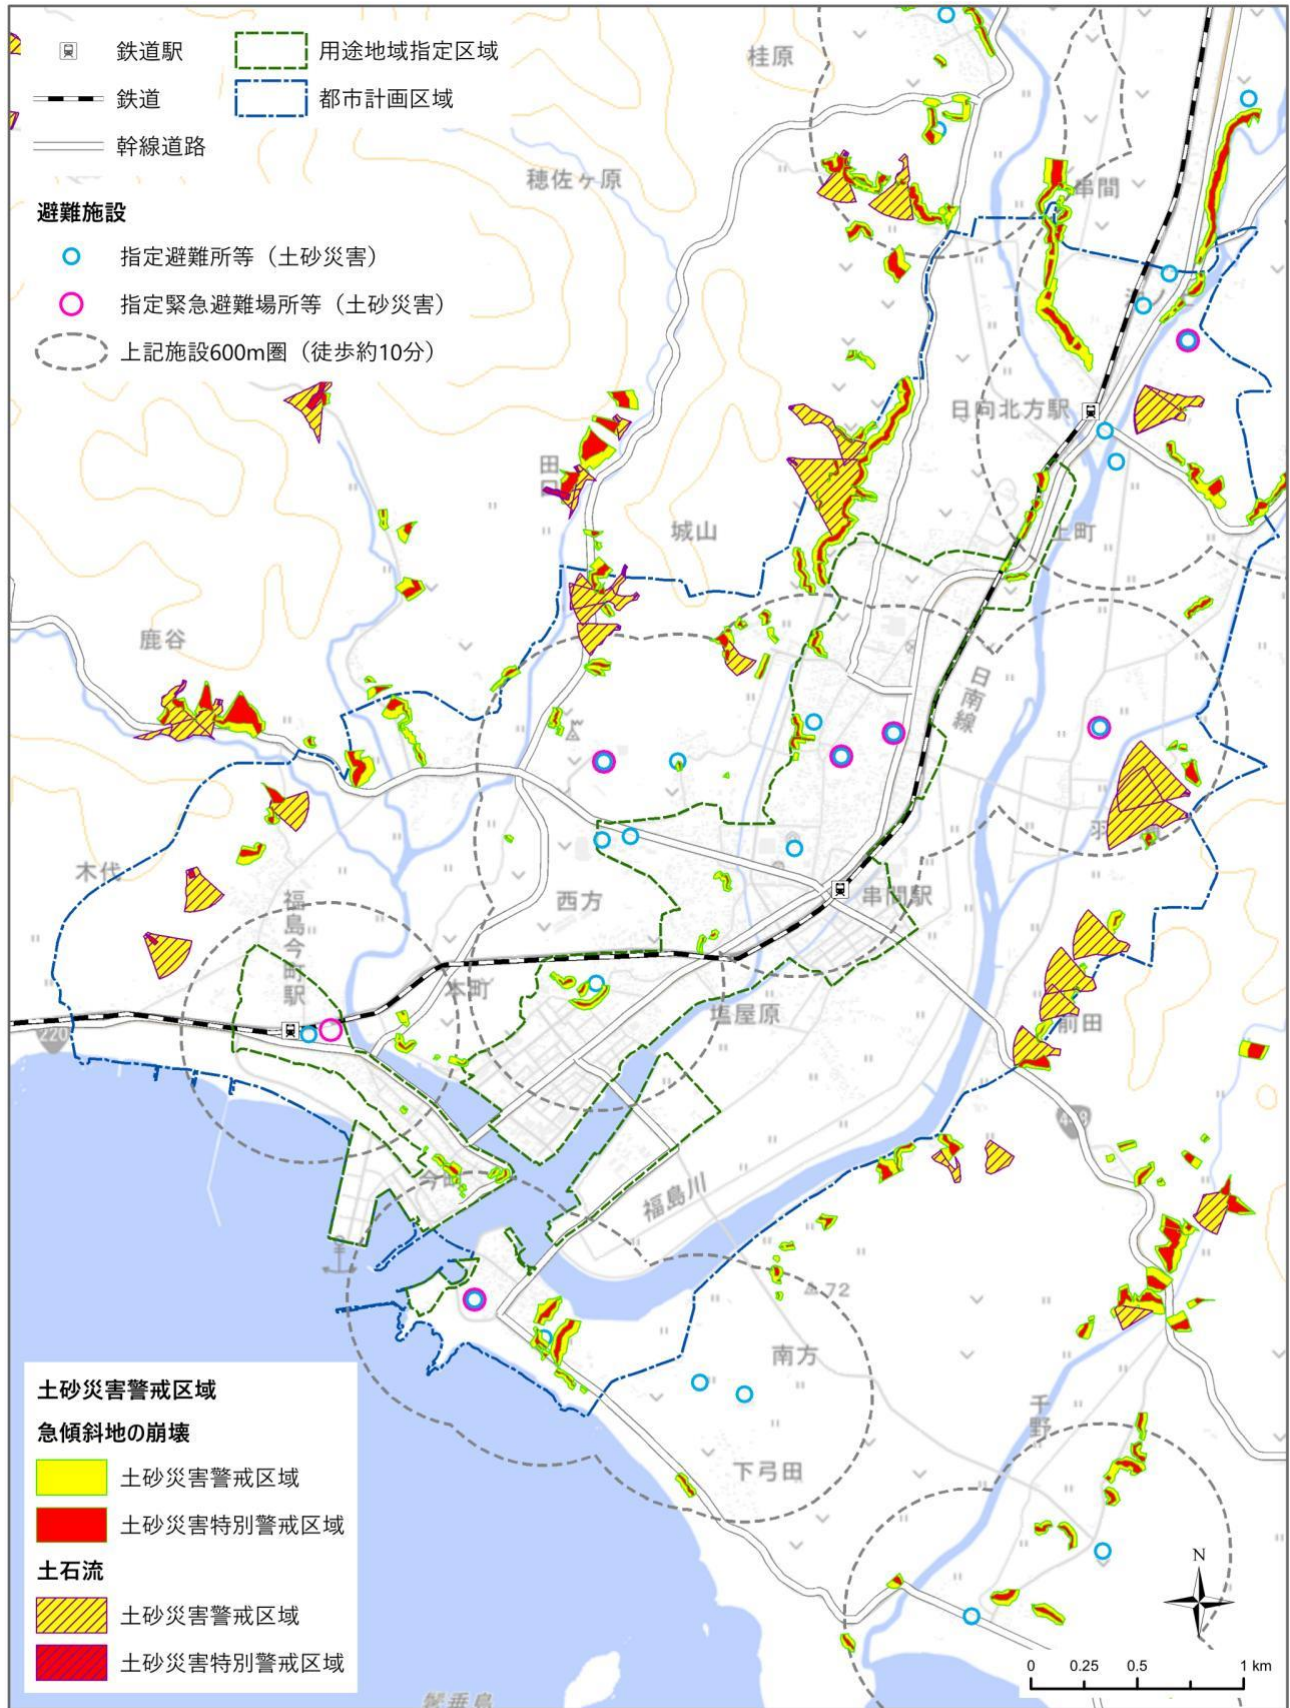 鉄道駅
用途地域指定区域
鉄道
都市計画区域
幹線道路
避難施設
指定避難所等（土砂災害）
指定緊急避難場所等（土砂災害）
上記施設600m圏（徒歩約10分）
桂原
穂佐ヶ原
串間
日向北方駅
田口
城山
上町
鹿谷
日南線
木代
福島今町駅
西方
串間駅
本町
塩屋原
前田
220
448
今町
福島川
72
南方
千野
下弓田
土砂災害警戒区域
急傾斜地の崩壊
土砂災害警戒区域
土砂災害特別警戒区域
土石流
土砂災害警戒区域
土砂災害特別警戒区域
N
0 0.25 0.5 1 km